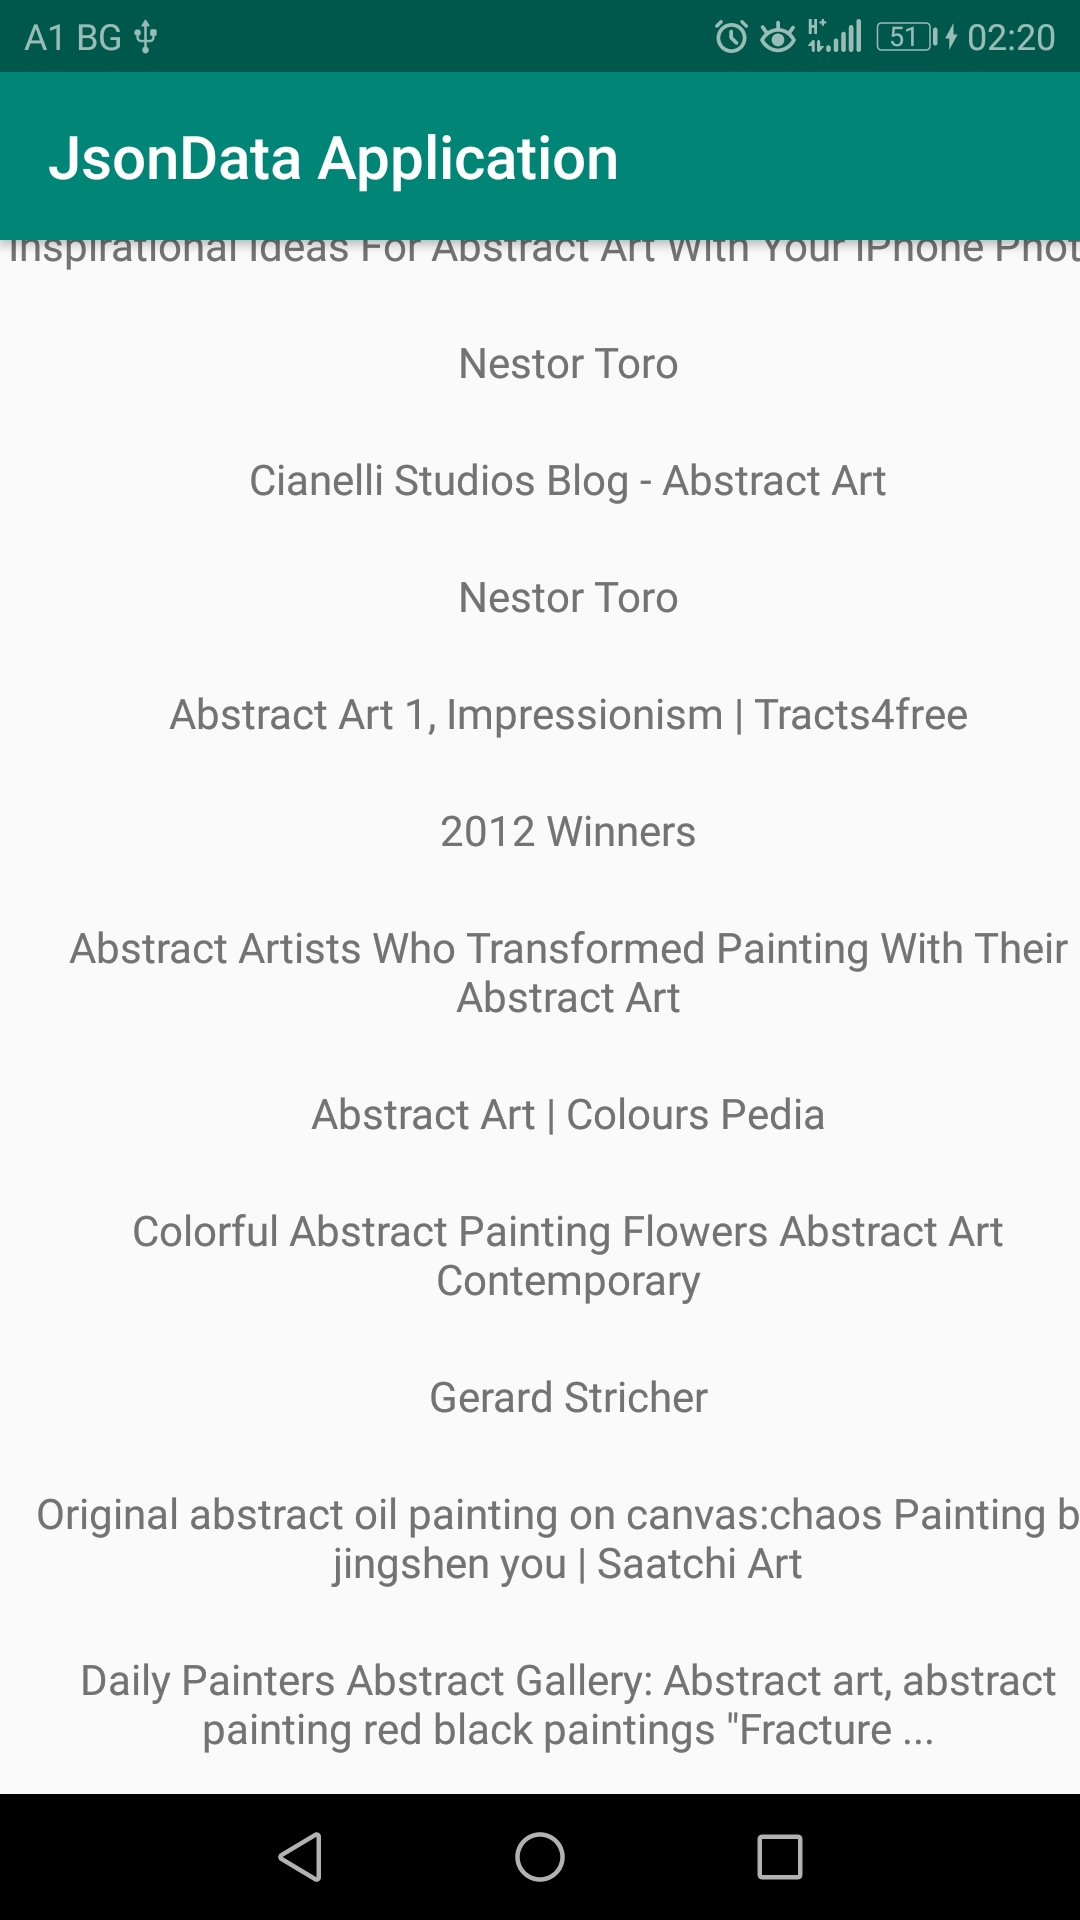 A1 BG H+ 51 02:20
JsonData Application
Inspirational Ideas For Abstract Art With Your iPhone Phot
Nestor Toro
Cianelli Studios Blog - Abstract Art
Nestor Toro
Abstract Art 1, Impressionism | Tracts4free
2012 Winners
Abstract Artists Who Transformed Painting With Their
Abstract Art
Abstract Art | Colours Pedia
Colorful Abstract Painting Flowers Abstract Art
Contemporary
Gerard Stricher
Original abstract oil painting on canvas:chaos Painting b
jingshen you | Saatchi Art
Daily Painters Abstract Gallery: Abstract art, abstract
painting red black paintings "Fracture ...